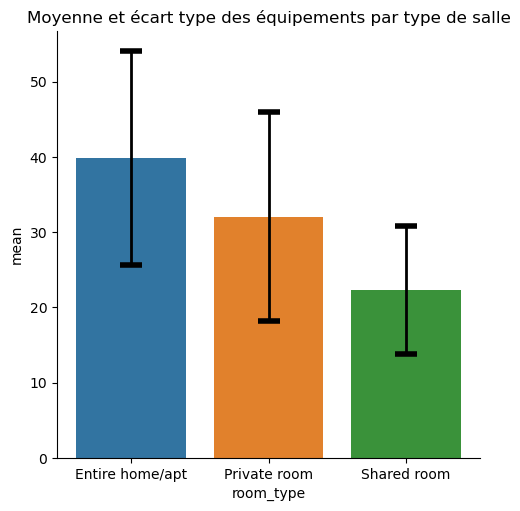 Moyenne et écart type des équipements par type de salle
50
40
30
20
10
0
mean
Entire home/apt Private room Shared room
room_type